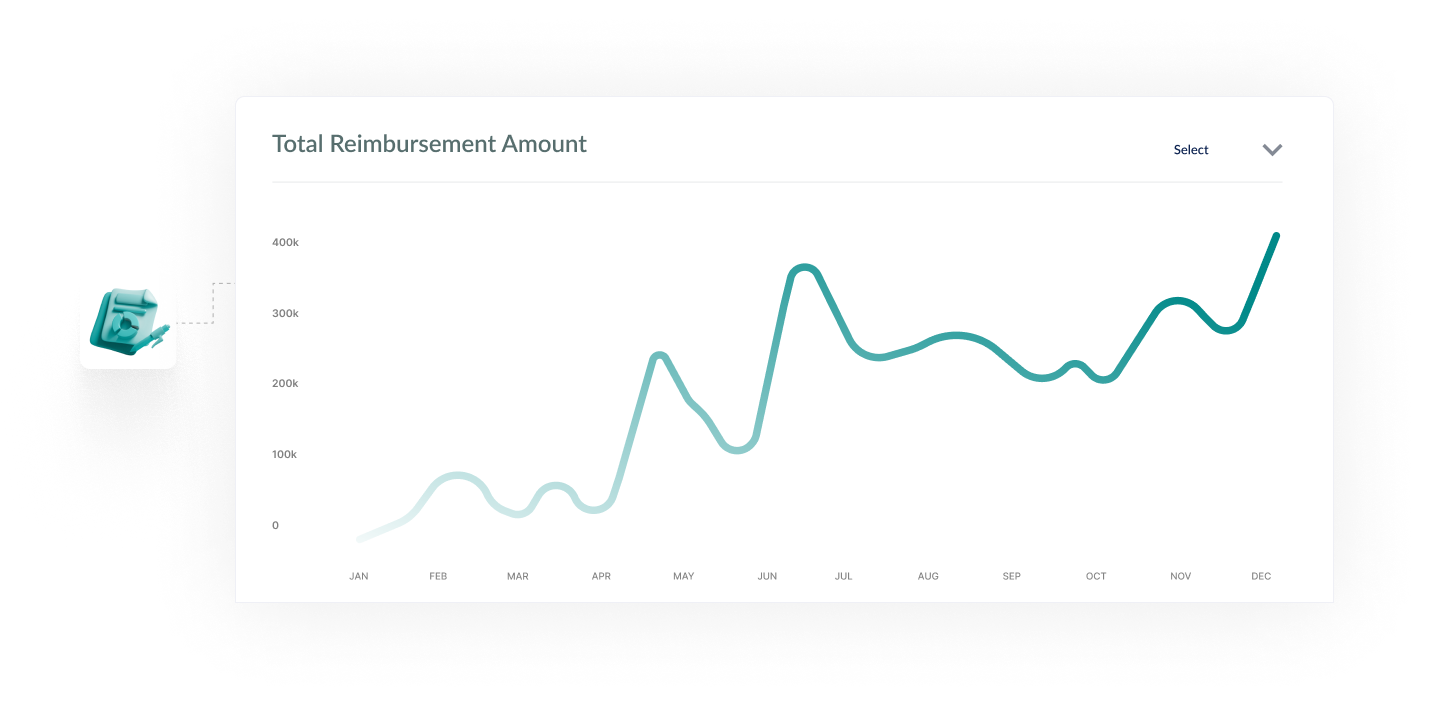 Total Reimbursement Amount
Select
400k
300k
200k
100k
0
JAN FEB MAR APR MAY JUN JUL AUG SEP OCT NOV DEC